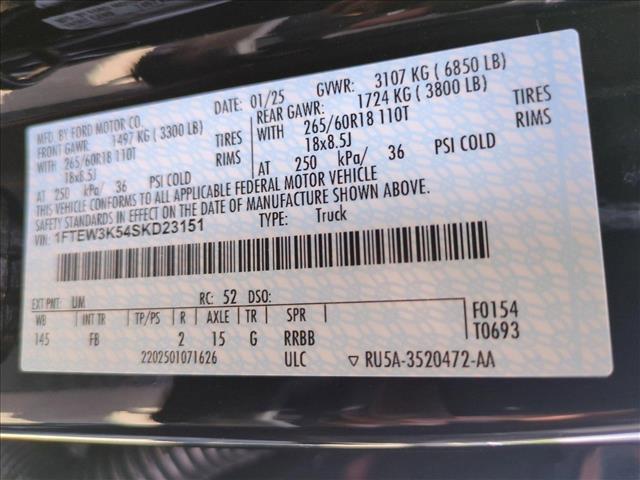 MFD. BY FORD MOTOR CO.
DATE: 01/25 GVWR: 3107 KG ( 6850 LB)
FRONT GAWR: 1497 KG ( 3300 LB)
WITH 265/60R18 110T TIRES
18x8.5J RIMS
AT 250 kPa/ 36 PSI COLD
REAR GAWR: 1724 KG ( 3800 LB)
WITH 265/60R18 110T TIRES
18x8.5J RIMS
AT 250 kPa/ 36 PSI COLD
THIS VEHICLE CONFORMS TO ALL APPLICABLE FEDERAL MOTOR VEHICLE
SAFETY STANDARDS IN EFFECT ON THE DATE OF MANUFACTURE SHOWN ABOVE.
VIN: 1FTEW3K54SKD23151 TYPE: Truck
EXT PNT: UM RC: 52 DSO:
WB INT TR TP/PS R AXLE TR SPR
145 FB 2 15 G RRBB
F0154
T0693
2202501071626 ULC ▽ RU5A-3520472-AA